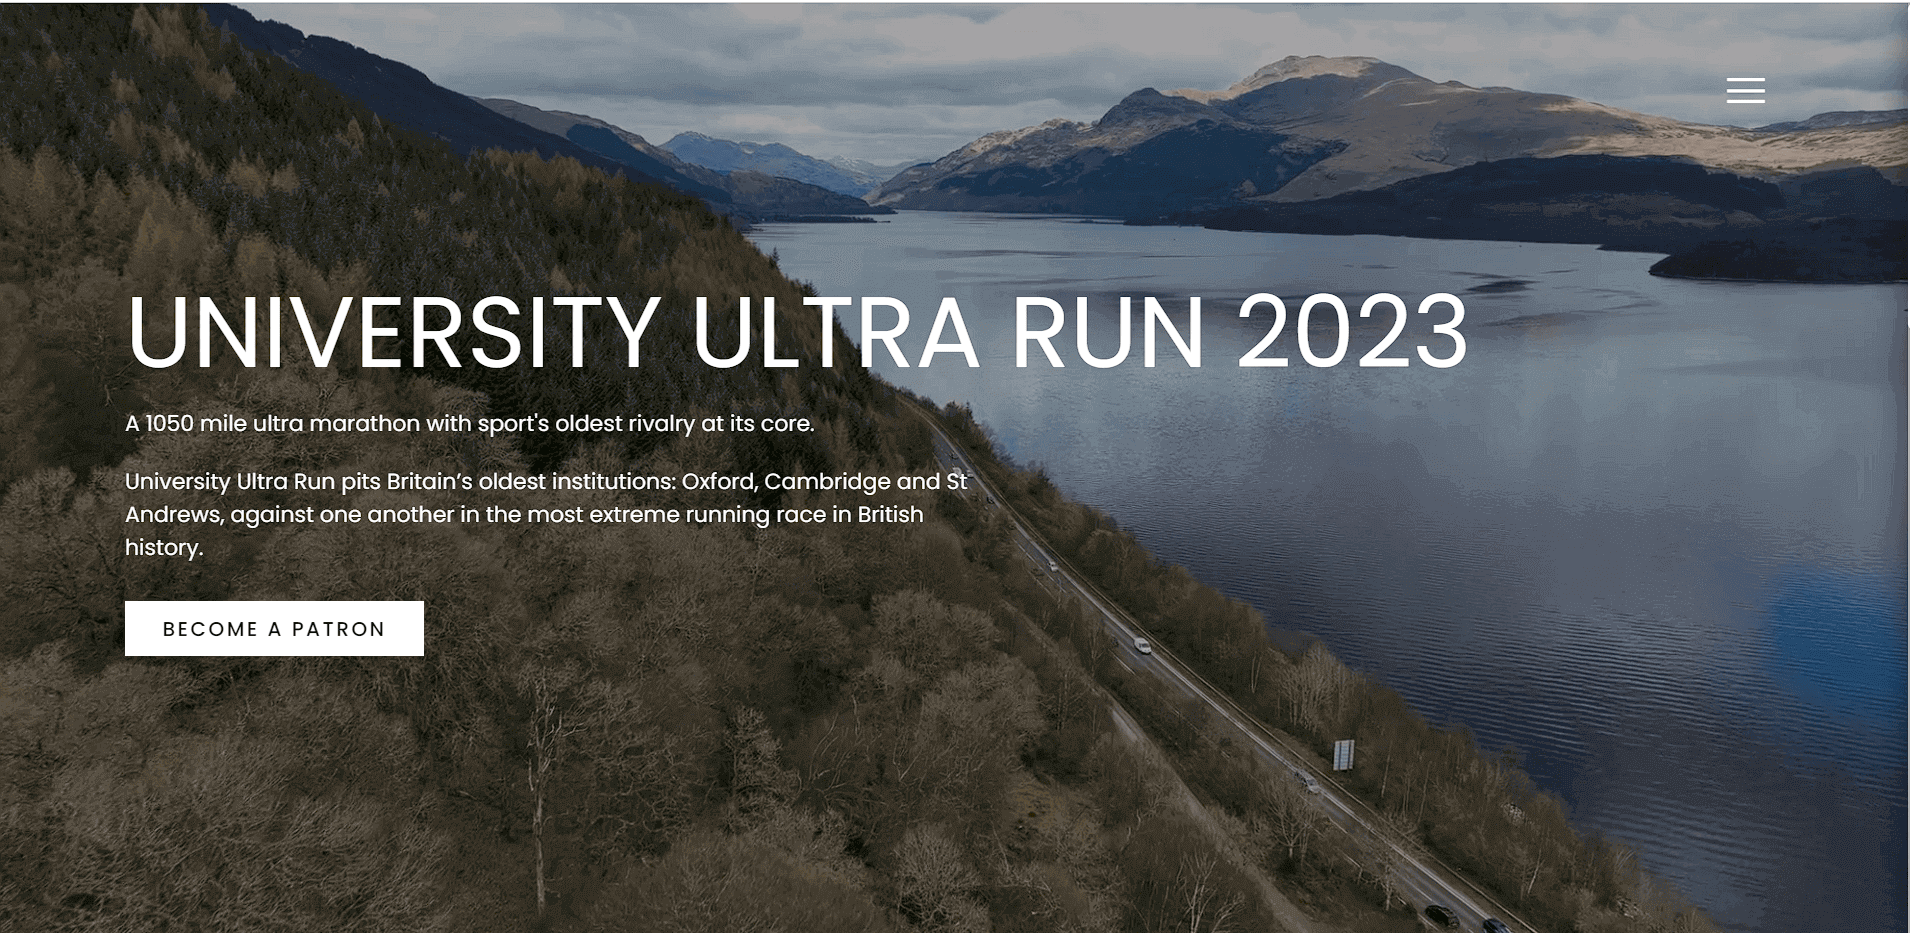 UNIVERSITY ULTRA RUN 2023
A 1050 mile ultra marathon with sport's oldest rivalry at its core.
University Ultra Run pits Britain’s oldest institutions: Oxford, Cambridge and St
Andrews, against one another in the most extreme running race in British
history.
BECOME A PATRON